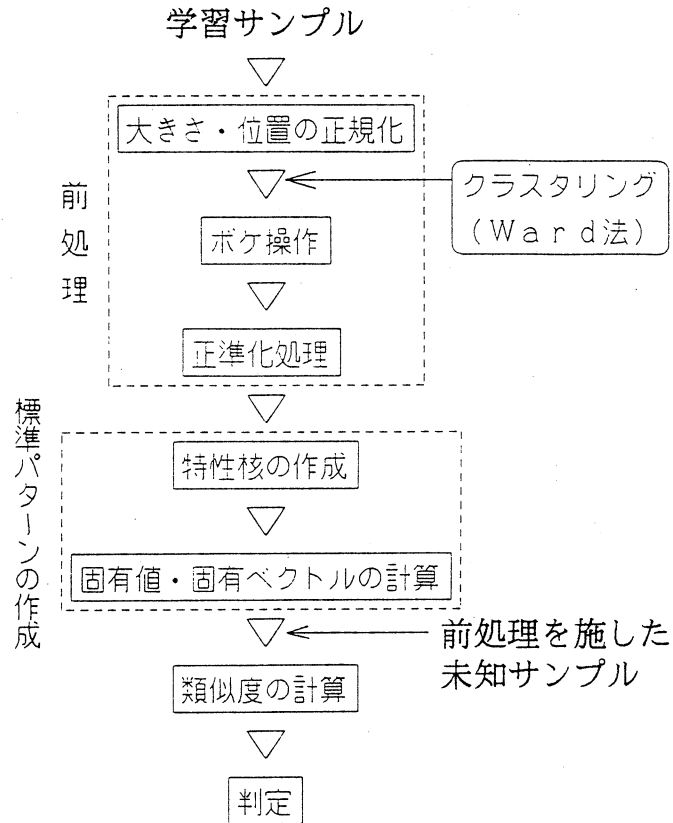 学習サンプル
大きさ・位置の正規化
クラスタリング
(Ward法)
前処理
ボケ操作
正準化処理
標準パターンの作成
特性核の作成
固有値・固有ベクトルの計算
前処理を施した
未知サンプル
類似度の計算
判定